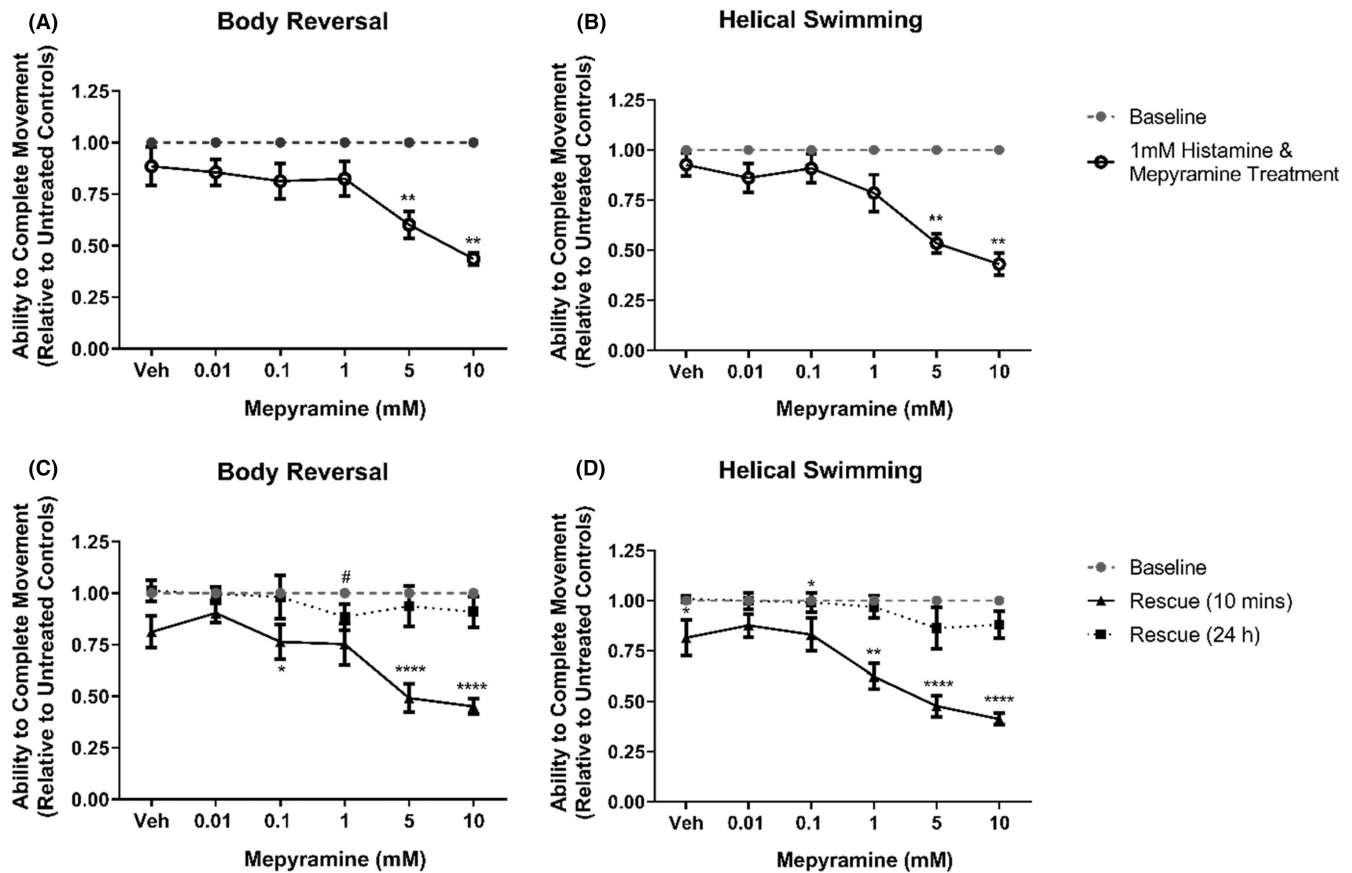 (A)
Body Reversal
Ability to Complete Movement
(Relative to Untreated Controls)
1.25
1.00
0.75
0.50
0.25
0.00
**
**
Veh 0.01 0.1 1 5 10
Mepyramine (mM)
(B)
Helical Swimming
Ability to Complete Movement
(Relative to Untreated Controls)
1.25
1.00
0.75
0.50
0.25
0.00
**
**
Veh 0.01 0.1 1 5 10
Mepyramine (mM)
Baseline
1mM Histamine &
Mepyramine Treatment
(C)
Body Reversal
Ability to Complete Movement
(Relative to Untreated Controls)
1.25
1.00
0.75
0.50
0.25
0.00
#
*
****
****
Veh 0.01 0.1 1 5 10
Mepyramine (mM)
(D)
Helical Swimming
Ability to Complete Movement
(Relative to Untreated Controls)
1.25
1.00
0.75
0.50
0.25
0.00
*
*
**
****
****
Veh 0.01 0.1 1 5 10
Mepyramine (mM)
Baseline
Rescue (10 mins)
Rescue (24 h)